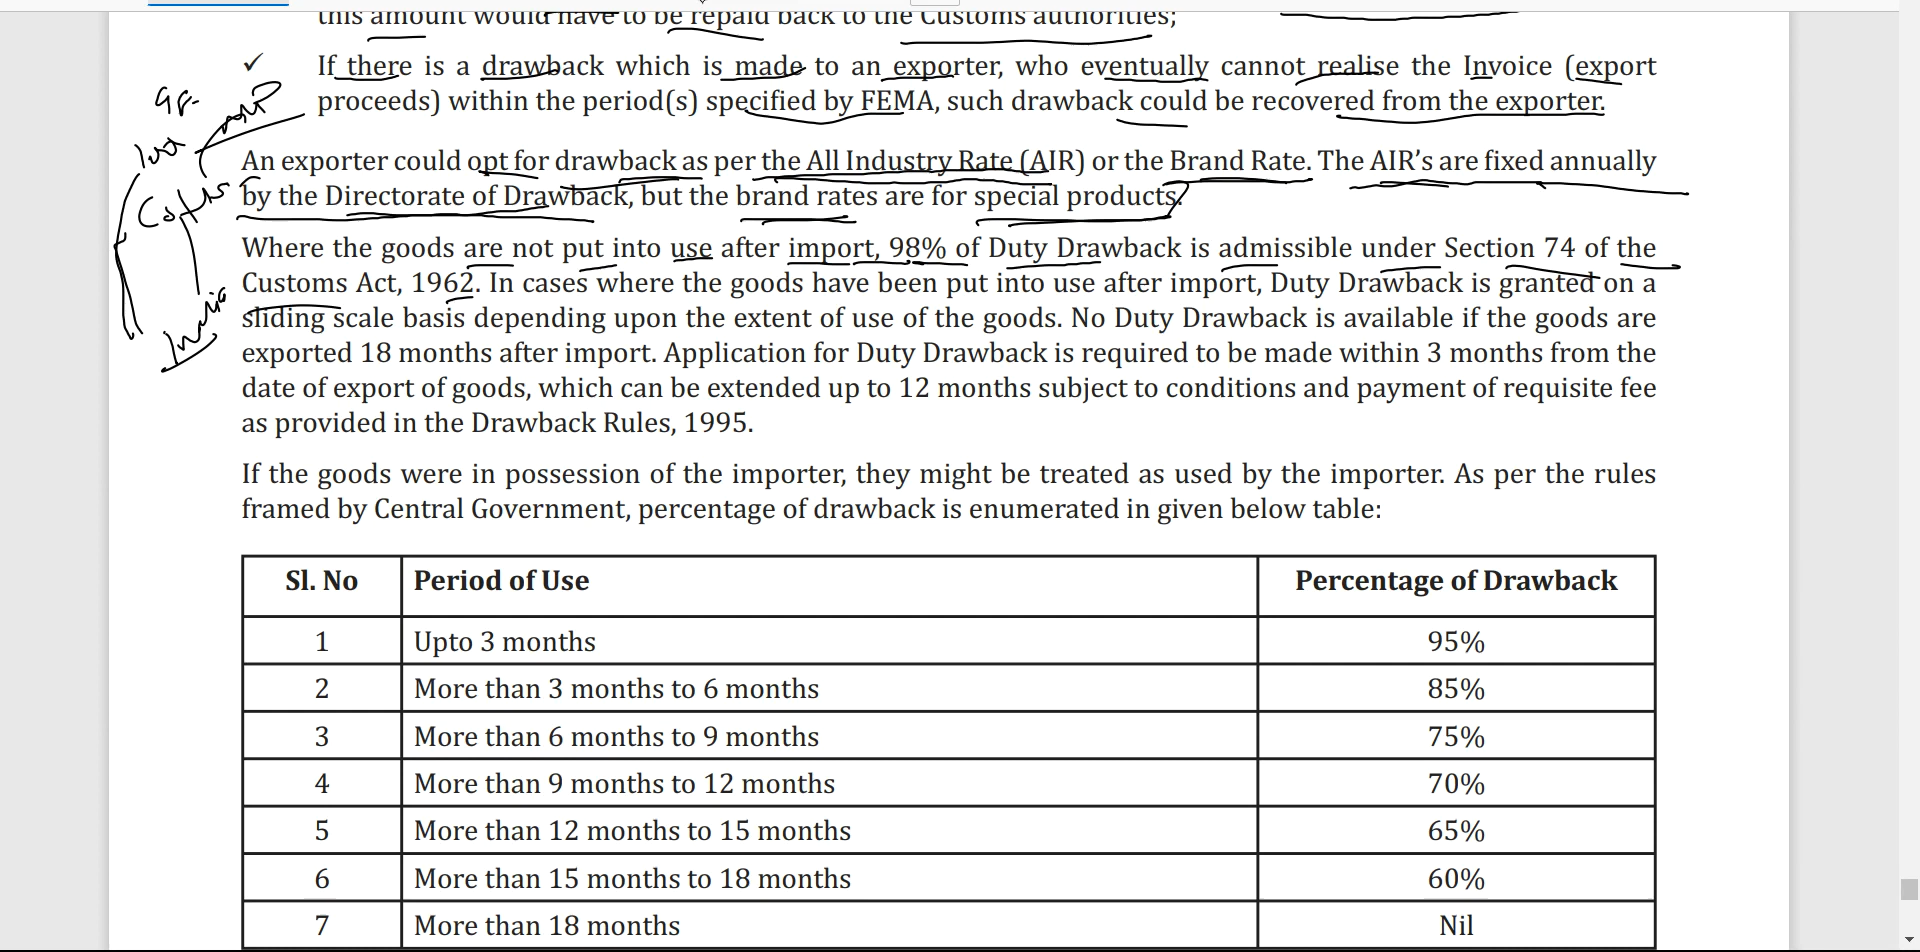 this amount would have to be repaid back to the Customs authorities;
✓ If there is a drawback which is made to an exporter, who eventually cannot realise the Invoice (export
proceeds) within the period(s) specified by FEMA, such drawback could be recovered from the exporter.
An exporter could opt for drawback as per the All Industry Rate (AIR) or the Brand Rate. The AIR's are fixed annually
by the Directorate of Drawback, but the brand rates are for special products.
Where the goods are not put into use after import, 98% of Duty Drawback is admissible under Section 74 of the
Customs Act, 1962. In cases where the goods have been put into use after import, Duty Drawback is granted on a
sliding scale basis depending upon the extent of use of the goods. No Duty Drawback is available if the goods are
exported 18 months after import. Application for Duty Drawback is required to be made within 3 months from the
date of export of goods, which can be extended up to 12 months subject to conditions and payment of requisite fee
as provided in the Drawback Rules, 1995.
If the goods were in possession of the importer, they might be treated as used by the importer. As per the rules
framed by Central Government, percentage of drawback is enumerated in given below table:
Sl. No Period of Use Percentage of Drawback
1 Upto 3 months 95%
2 More than 3 months to 6 months 85%
3 More than 6 months to 9 months 75%
4 More than 9 months to 12 months 70%
5 More than 12 months to 15 months 65%
6 More than 15 months to 18 months 60%
7 More than 18 months Nil